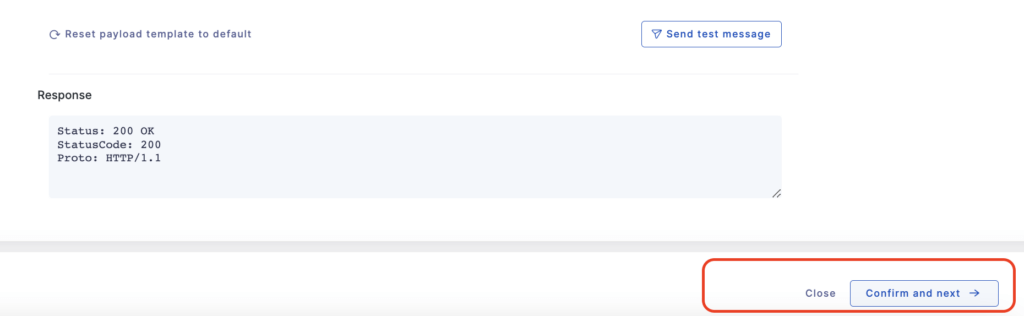 Reset payload template to default
Send test message
Response
Status: 200 OK
StatusCode: 200
Proto: HTTP/1.1
Close
Confirm and next